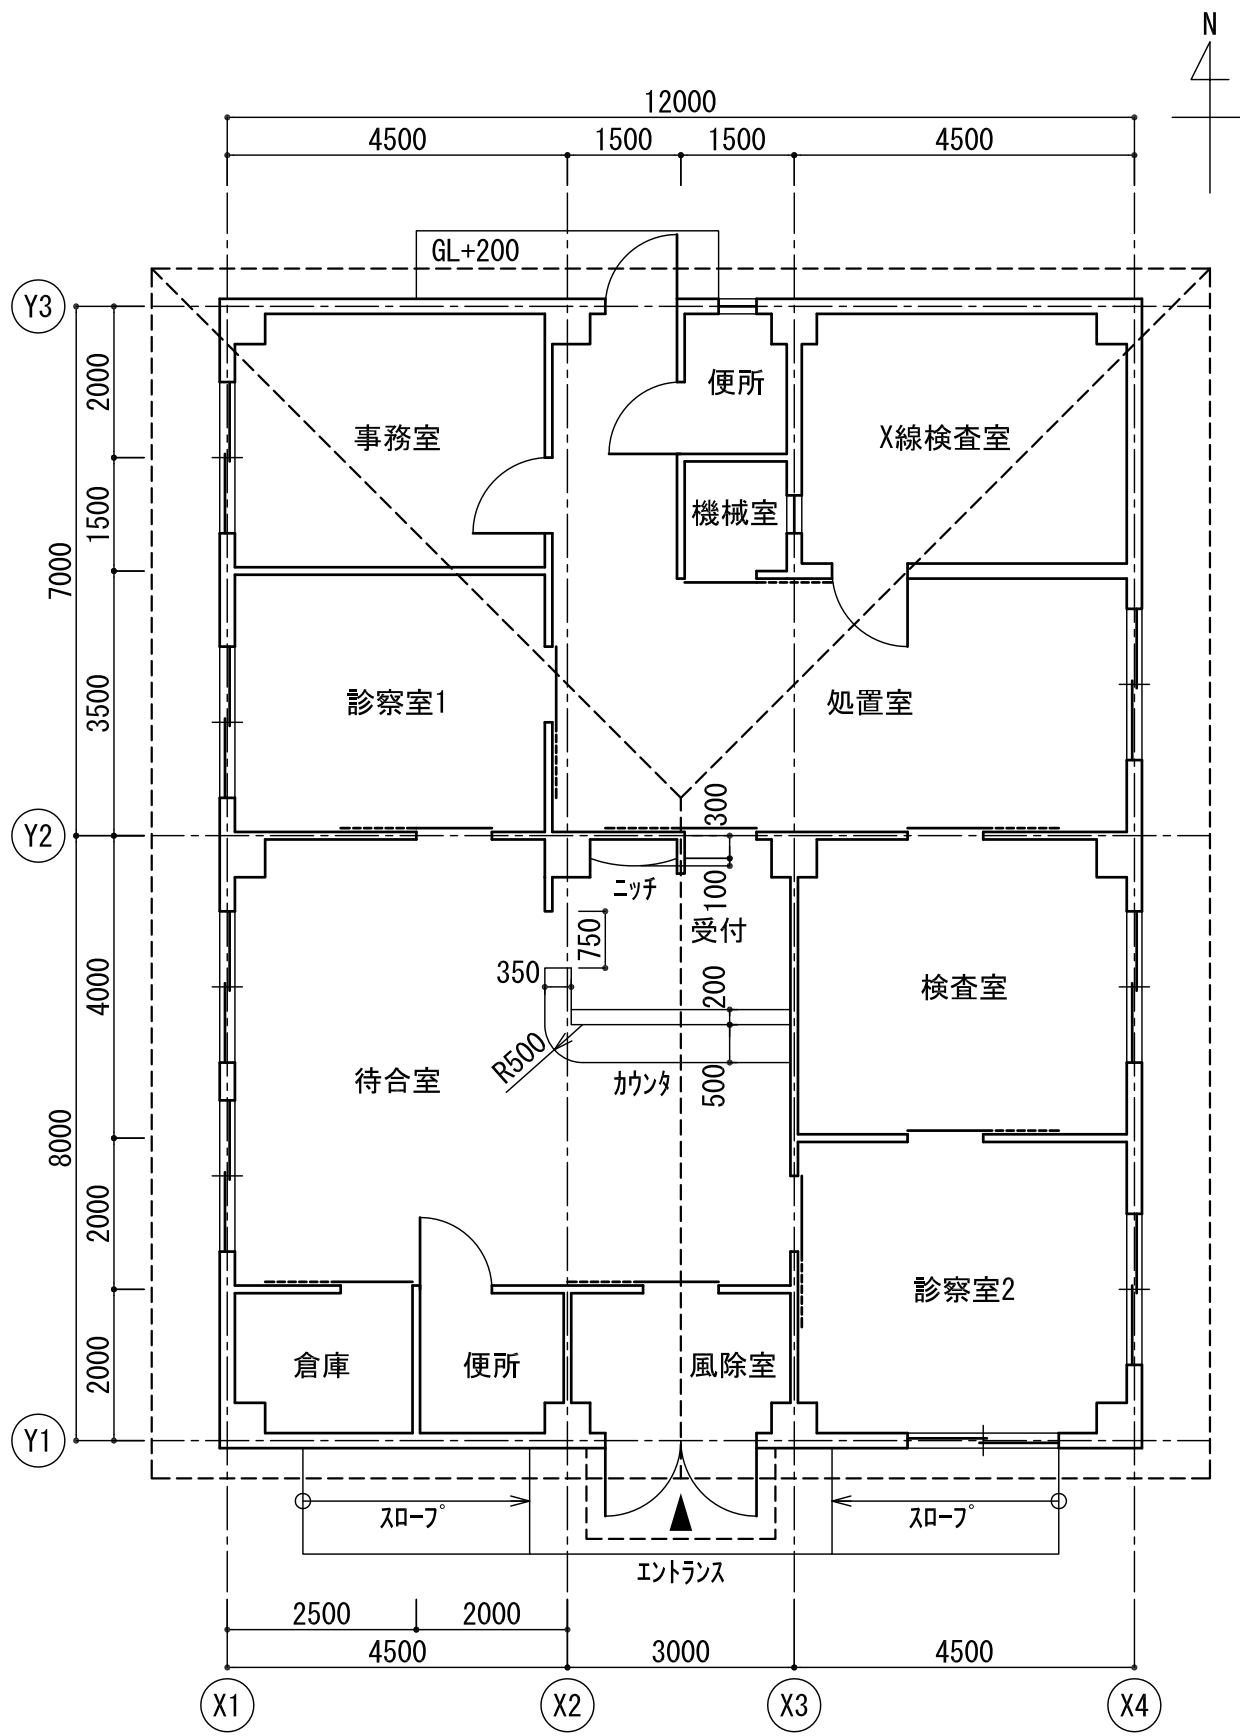 N
12000
4500
1500
1500
4500
GL+200
Y3
2000
便所
事務室
X線検査室
1500
機械室
7000
3500
診察室1
処置室
300
Y2
ニッチ
100
受付
750
350
200
4000
検査室
R500
待合室
カウンタ
500
8000
2000
診察室2
倉庫
便所
風除室
2000
Y1
スロープ
スロープ
エントランス
2500
2000
4500
3000
4500
X1
X2
X3
X4